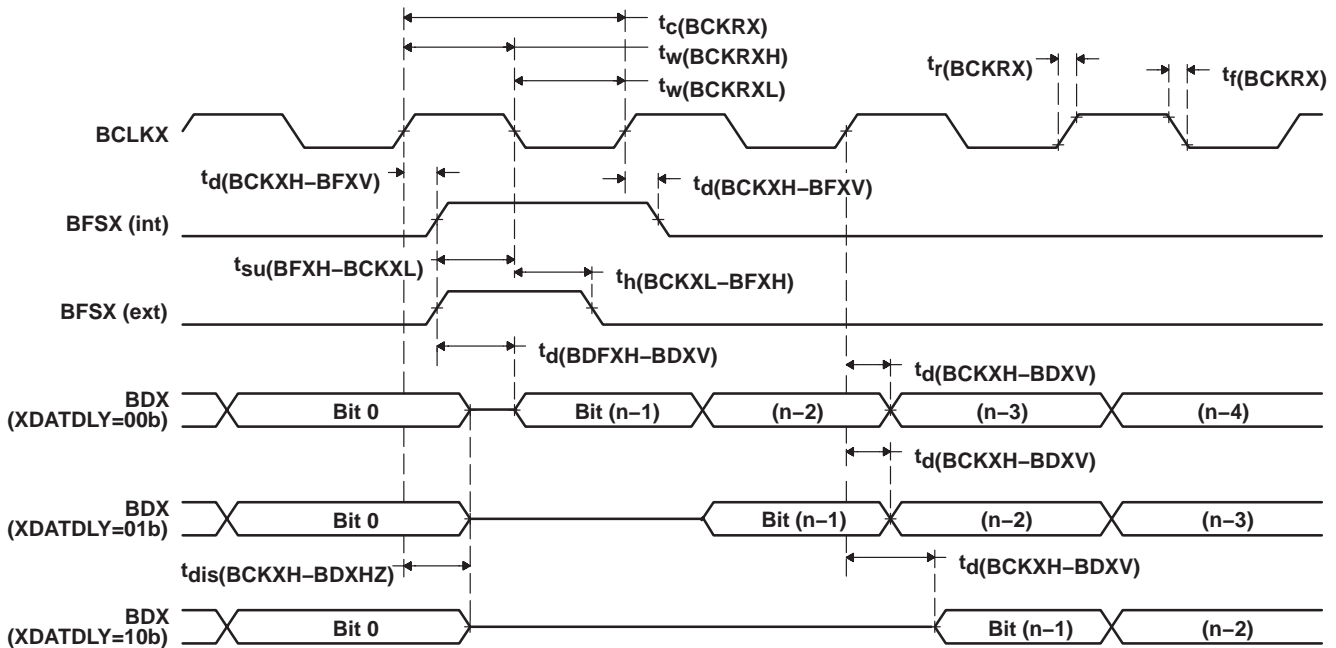 tc(BCKRX)
tw(BCKRXH)
tw(BCKRXL)
tr(BCKRX)
tf(BCKRX)
BCLKX
td(BCKXH–BFXV)
td(BCKXH–BFXV)
BFSX (int)
tsu(BFXH–BCKXL)
th(BCKXL–BFXH)
BFSX (ext)
td(BDFXH–BDXV)
td(BCKXH–BDXV)
BDX
(XDATDLY=00b)
Bit 0
Bit (n–1)
(n–2)
(n–3)
(n–4)
td(BCKXH–BDXV)
BDX
(XDATDLY=01b)
Bit 0
Bit (n–1)
(n–2)
(n–3)
tdis(BCKXH–BDXHZ)
td(BCKXH–BDXV)
BDX
(XDATDLY=10b)
Bit 0
Bit (n–1)
(n–2)